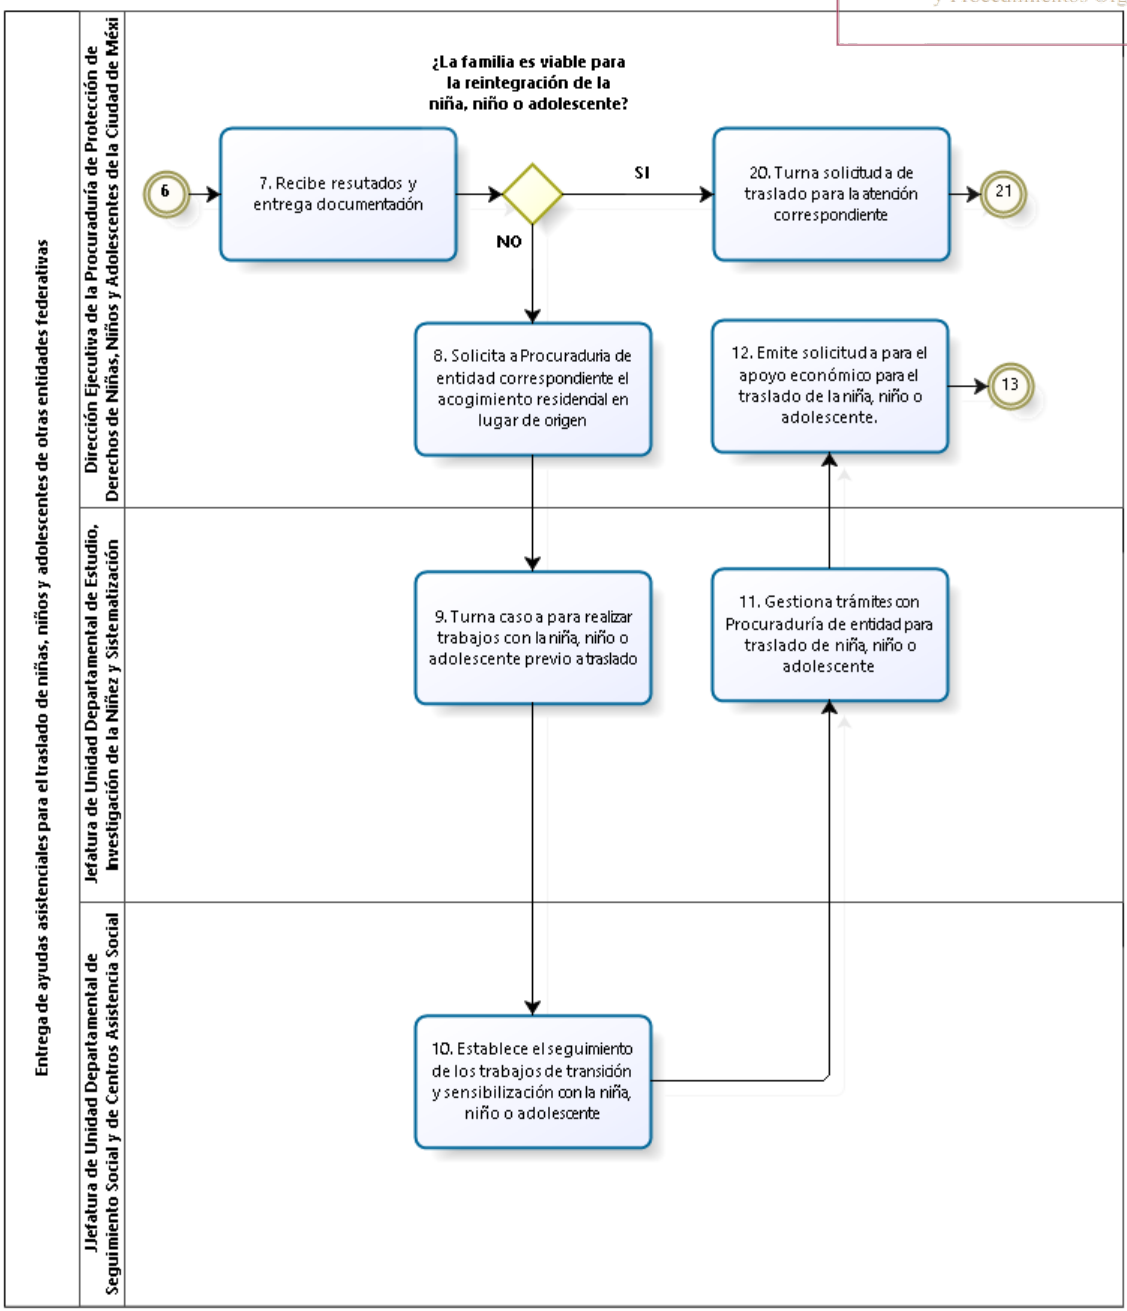 y Procedimientos Org
Entrega de ayudas asistenciales para el traslado de niñas, niños y adolescentes de otras entidades federativas
Dirección Ejecutiva de la Procuraduría de Protección de
Derechos de Niñas, Niños y Adolescentes de la Ciudad de Méxi
¿La familia es viable para
la reintegración de la
niña, niño o adolescente?
6
7. Recibe resutados y
entrega documentación
SI
NO
20. Turna solicitud a de
traslado para la atención
correspondiente
21
8. Solicita a Procuraduria de
entidad correspondiente el
acogimiento residencial en
lugar de origen
12. Emite solicitud a para el
apoyo económico para el
traslado de la niña, niño o
adolescente.
13
Jefatura de Unidad Departamental de Estudio,
Investigación de la Niñez y Sistematización
9. Turna caso a para realizar
trabajos con la niña, niño o
adolescente previo a traslado
11. Gestiona trámites con
Procuraduría de entidad para
traslado de niña, niño o
adolescente
JJefatura de Unidad Departamental de
Seguimiento Social y de Centros Asistencia Social
10. Establece el seguimiento
de los trabajos de transición
y sensibilización con la niña,
niño o adolescente